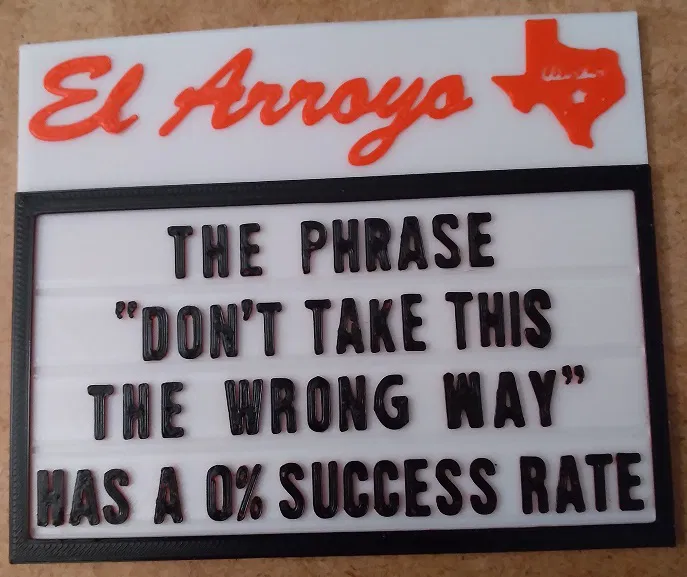 El Arroyo
THE PHRASE
"DON'T TAKE THIS
THE WRONG WAY"
HAS A 0% SUCCESS RATE